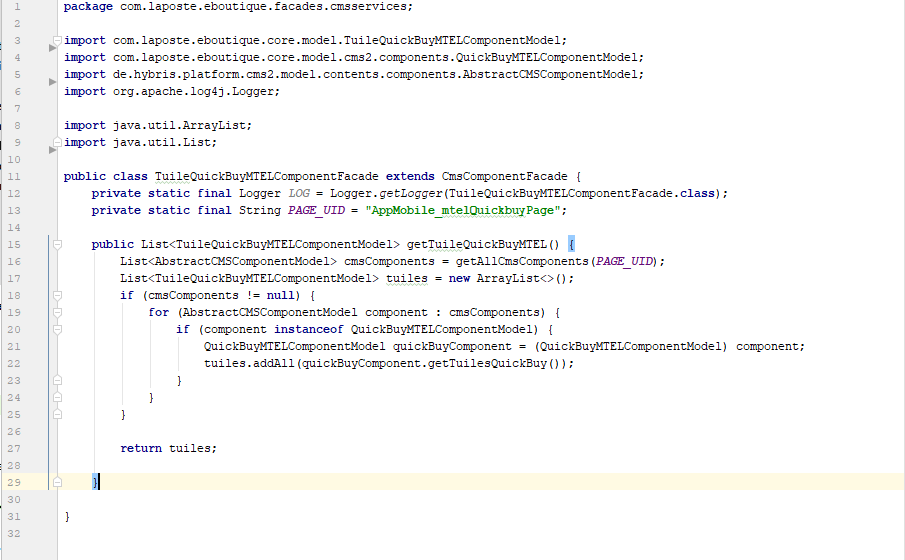 1 package com.laposte.eboutique.facades.cmsservices;
2
3 import com.laposte.eboutique.core.model.TuileQuickBuyMTELComponentModel;
4 import com.laposte.eboutique.core.model.cms2.components.QuickBuyMTELComponentModel;
5 import de.hybris.platform.cms2.model.contents.components.AbstractCMSComponentModel;
6 import org.apache.log4j.Logger;
7
8 import java.util.ArrayList;
9 import java.util.List;
10
11 public class TuileQuickBuyMTELComponentFacade extends CmsComponentFacade {
12     private static final Logger LOG = Logger.getLogger(TuileQuickBuyMTELComponentFacade.class);
13     private static final String PAGE_UID = "AppMobile_mtelQuickbuyPage";
14
15     public List<TuileQuickBuyMTELComponentModel> getTuileQuickBuyMTEL() {
16         List<AbstractCMSComponentModel> cmsComponents = getAllCmsComponents(PAGE_UID);
17         List<TuileQuickBuyMTELComponentModel> tuiles = new ArrayList<>();
18         if (cmsComponents != null) {
19             for (AbstractCMSComponentModel component : cmsComponents) {
20                 if (component instanceof QuickBuyMTELComponentModel) {
21                     QuickBuyMTELComponentModel quickBuyComponent = (QuickBuyMTELComponentModel) component;
22                     tuiles.addAll(quickBuyComponent.getTuilesQuickBuy());
23                 }
24             }
25         }
26
27         return tuiles;
28
29     }
30
31 }
32